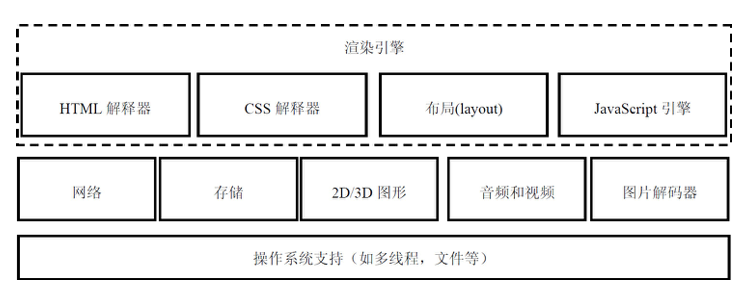 渲染引擎
HTML 解释器
CSS 解释器
布局(layout)
JavaScript 引擎
网络
存储
2D/3D 图形
音频和视频
图片解码器
操作系统支持（如多线程，文件等）